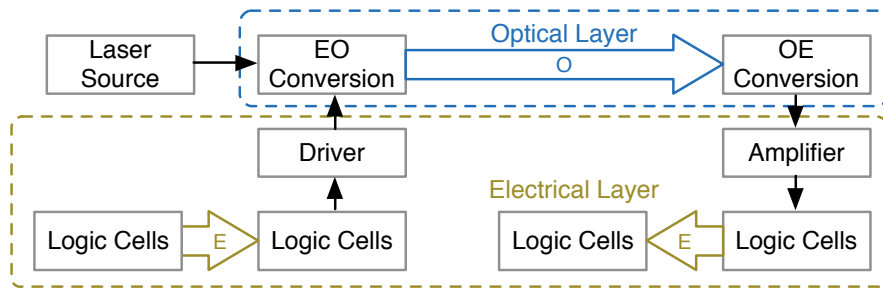 Laser
Source
EO
Conversion
Optical Layer
O
OE
Conversion
Driver
Amplifier
Electrical Layer
Logic Cells
E
Logic Cells
Logic Cells
E
Logic Cells